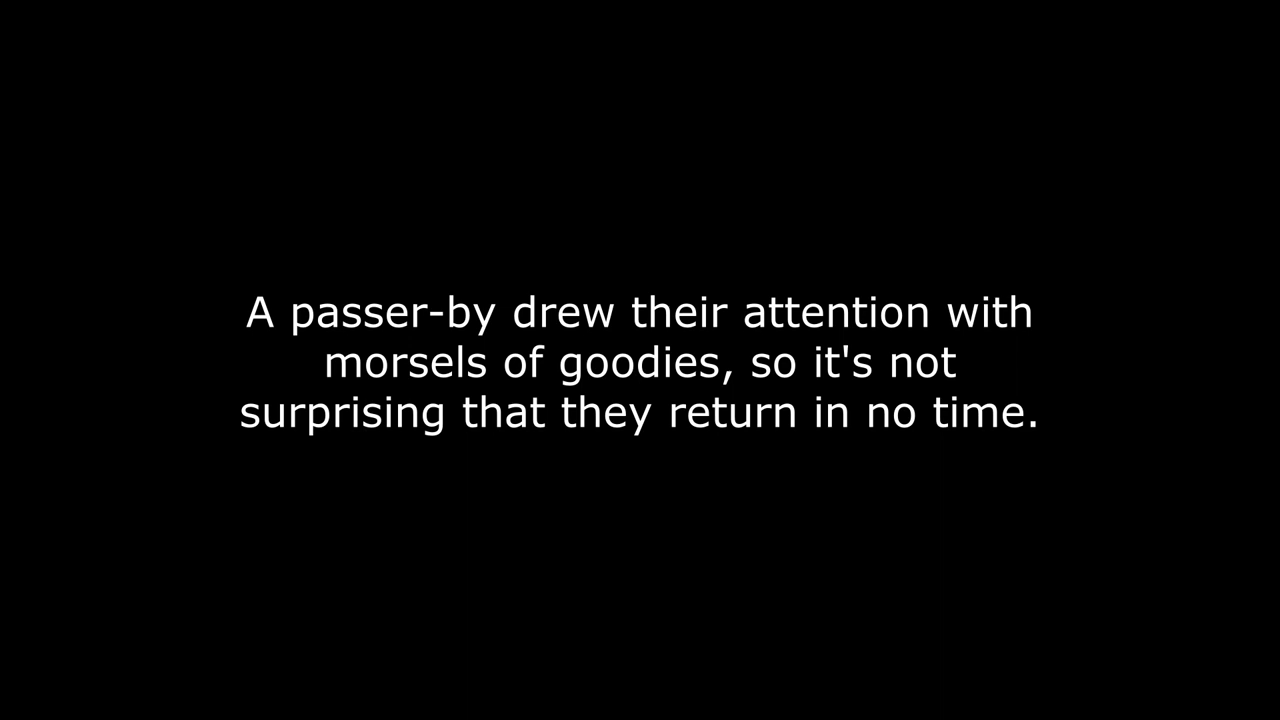 A passer-by drew their attention with
morsels of goodies, so it's not
surprising that they return in no time.